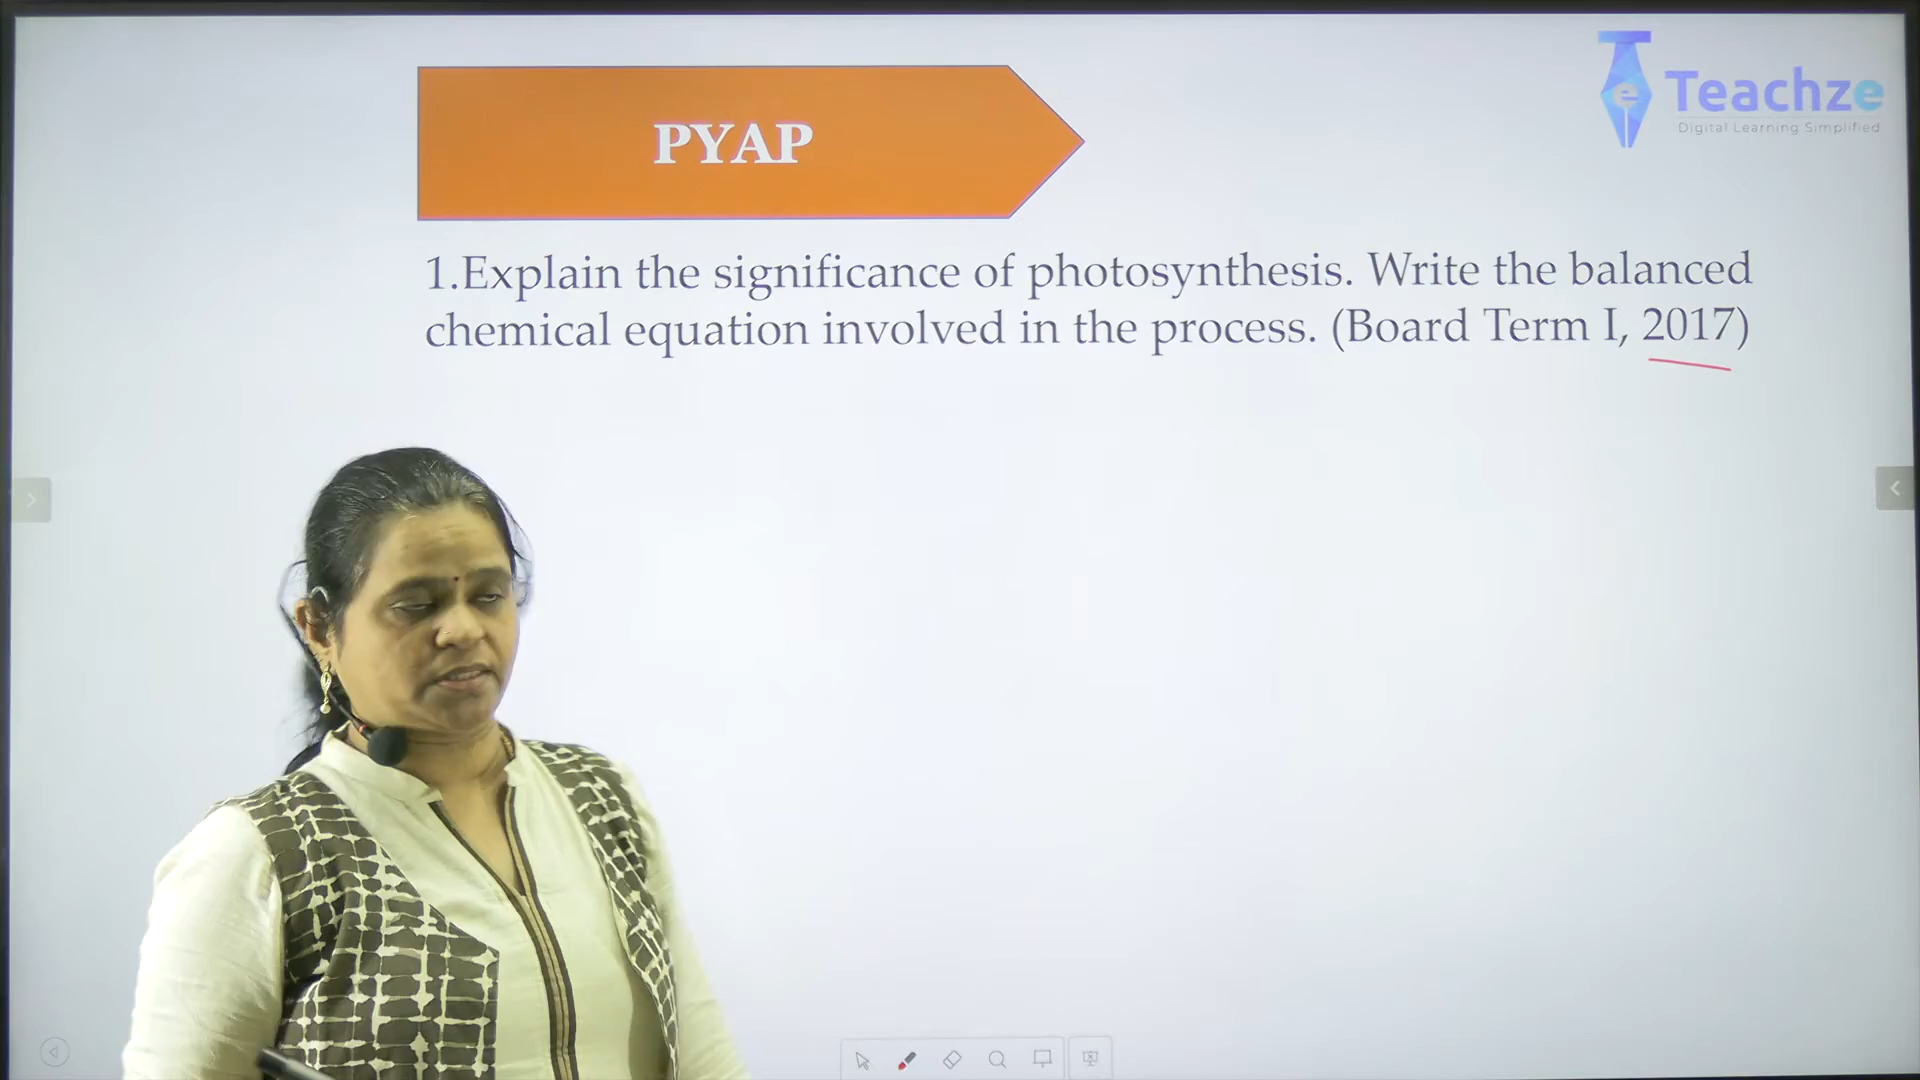 PYAP
e
Teachze
Digital Learning Simplified
1.Explain the significance of photosynthesis. Write the balanced
chemical equation involved in the process. (Board Term I, 2017)